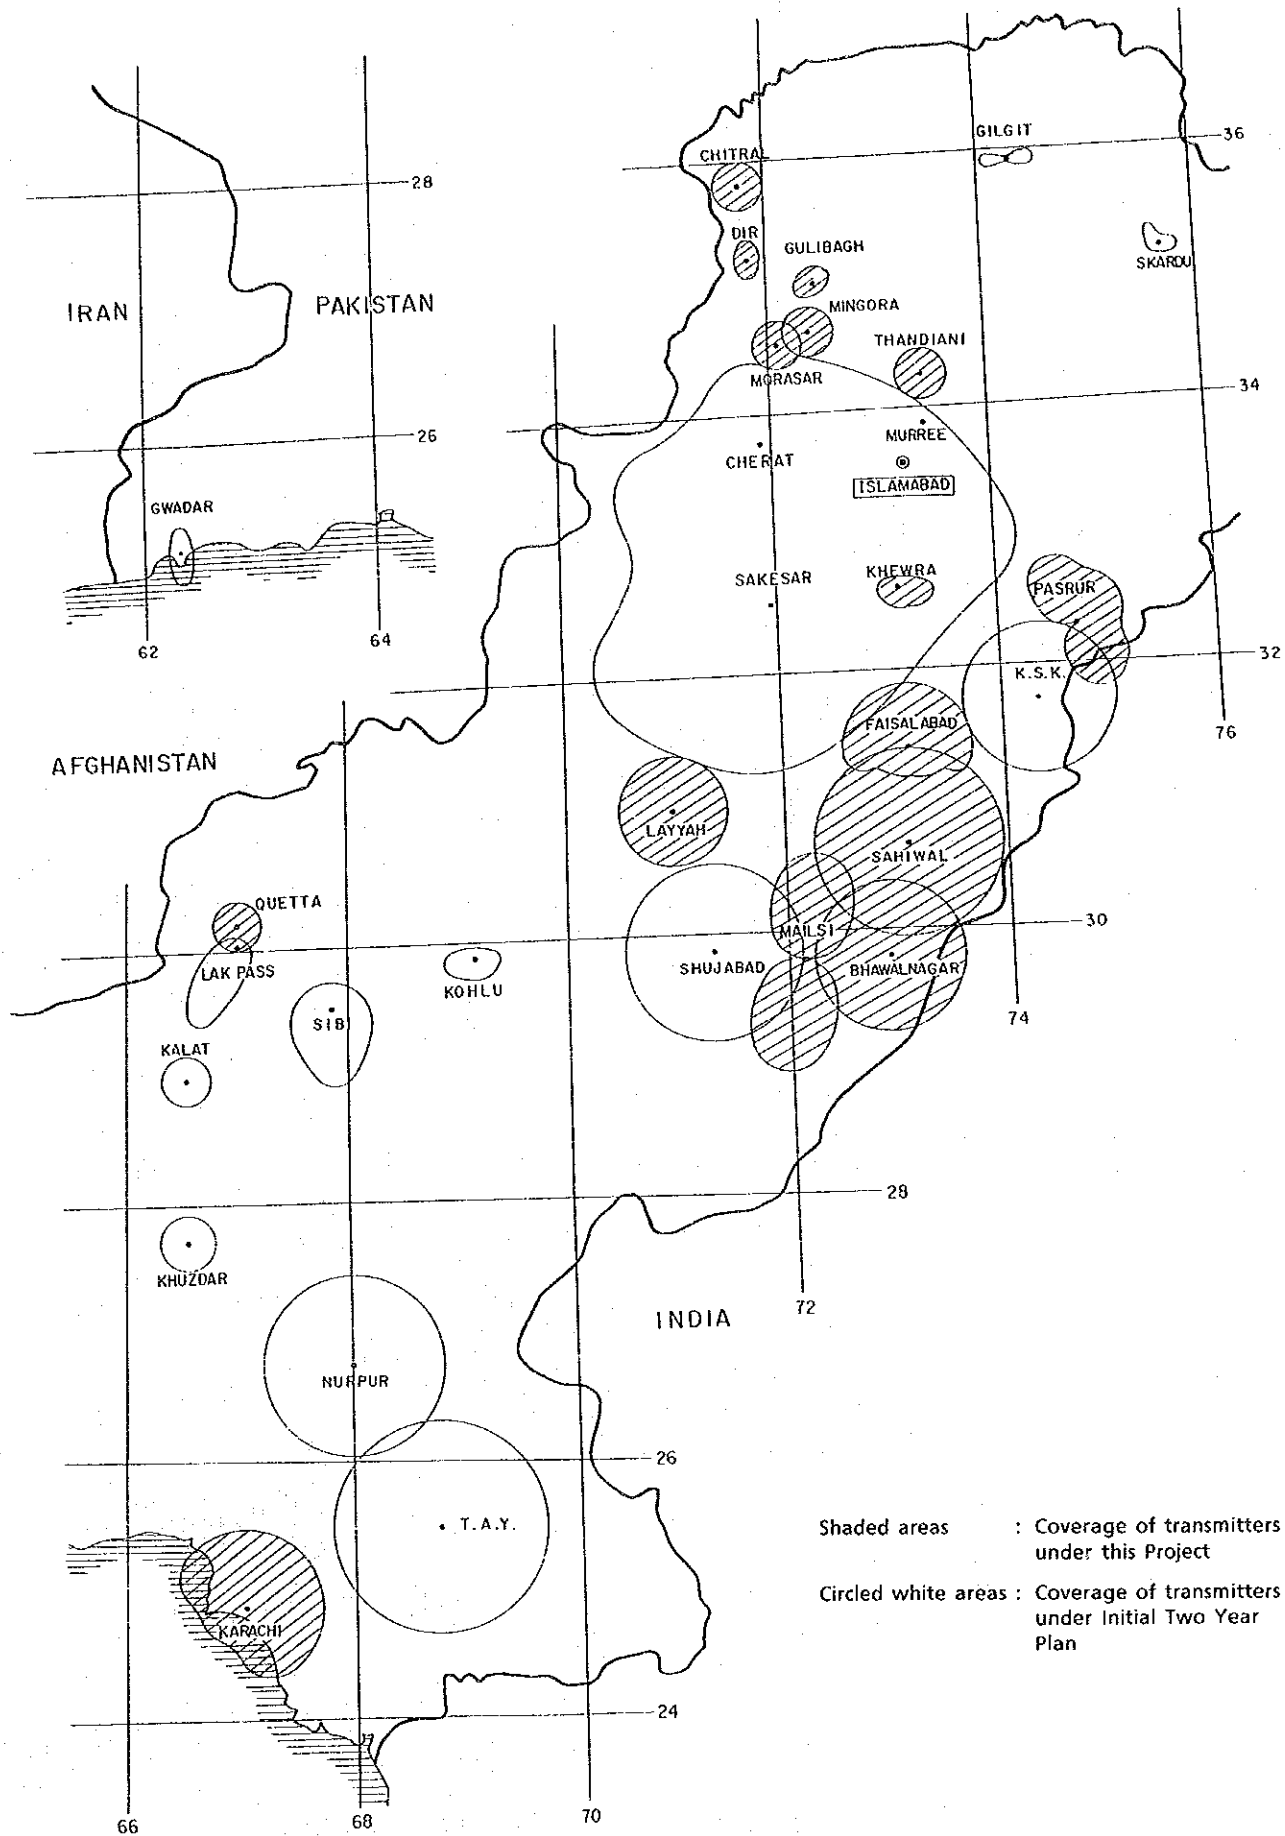 GILGIT
36
CHITRAL
28
DIR
GULIBAGH
SKARDU
IRAN
PAKISTAN
MINGORA
THANDIANI
MORASAR
34
26
MURREE
CHERAT
ISLAMABAD
GWADAR
SAKESAR
KHEWRA
PASRUR
64
62
32
K.S.K.
FAISALABAD
76
AFGHANISTAN
LAYYAH
SAHIWAL
QUETTA
30
MAILSI
LAK PASS
SHUJABAD
BHAWALNAGAR
KOHLU
74
SIBI
KALAT
28
KHUZDAR
72
INDIA
NURPUR
26
T.A.Y.
Shaded areas : Coverage of transmitters
under this Project
Circled white areas : Coverage of transmitters
under Initial Two Year
Plan
KARACHI
24
70
68
66